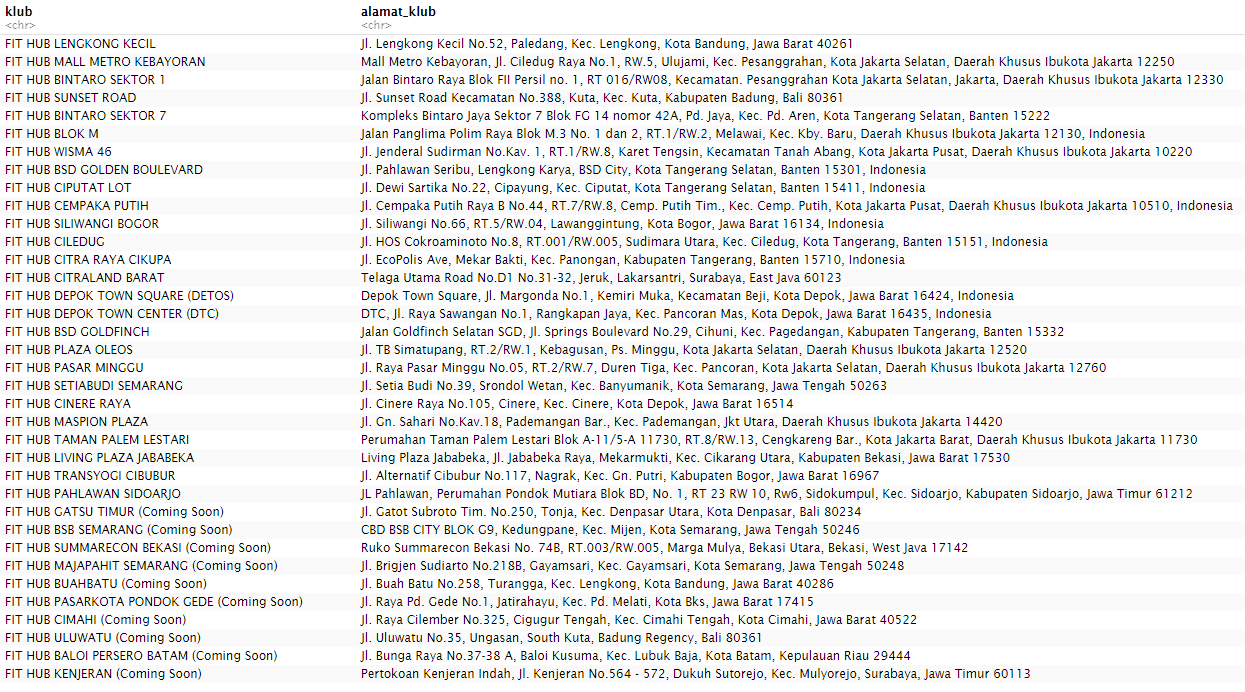 klub alamat_klub
<chr> <chr>
FIT HUB LENGKONG KECIL Jl. Lengkong Kecil No.52, Paledang, Kec. Lengkong, Kota Bandung, Jawa Barat 40261
FIT HUB MALL METRO KEBAYORAN Mall Metro Kebayoran, Jl. Ciledug Raya No.1, RW.5, Ulujami, Kec. Pesanggrahan, Kota Jakarta Selatan, Daerah Khusus Ibukota Jakarta 12250
FIT HUB BINTARO SEKTOR 1 Jalan Bintaro Raya Blok FII Persil no. 1, RT 016/RW08, Kecamatan. Pesanggrahan Kota Jakarta Selatan, Jakarta, Daerah Khusus Ibukota Jakarta 12330
FIT HUB SUNSET ROAD Jl. Sunset Road Kecamatan No.388, Kuta, Kec. Kuta, Kabupaten Badung, Bali 80361
FIT HUB BINTARO SEKTOR 7 Kompleks Bintaro Jaya Sektor 7 Blok FG 14 nomor 42A, Pd. Jaya, Kec. Pd. Aren, Kota Tangerang Selatan, Banten 15222
FIT HUB BLOK M Jalan Panglima Polim Raya Blok M.3 No. 1 dan 2, RT.1/RW.2, Melawai, Kec. Kby. Baru, Daerah Khusus Ibukota Jakarta 12130, Indonesia
FIT HUB WISMA 46 Jl. Jenderal Sudirman No.Kav. 1, RT.1/RW.8, Karet Tengsin, Kecamatan Tanah Abang, Kota Jakarta Pusat, Daerah Khusus Ibukota Jakarta 10220
FIT HUB BSD GOLDEN BOULEVARD Jl. Pahlawan Seribu, Lengkong Karya, BSD City, Kota Tangerang Selatan, Banten 15301, Indonesia
FIT HUB CIPUTAT LOT Jl. Dewi Sartika No.22, Cipayung, Kec. Ciputat, Kota Tangerang Selatan, Banten 15411, Indonesia
FIT HUB CEMPAKA PUTIH Jl. Cempaka Putih Raya B No.44, RT.7/RW.8, Cemp. Putih Tim., Kec. Cemp. Putih, Kota Jakarta Pusat, Daerah Khusus Ibukota Jakarta 10510, Indonesia
FIT HUB SILIWANGI BOGOR Jl. Siliwangi No.66, RT.5/RW.04, Lawanggintung, Kota Bogor, Jawa Barat 16134, Indonesia
FIT HUB CILEDUG Jl. HOS Cokroaminoto No.8, RT.001/RW.005, Sudimara Utara, Kec. Ciledug, Kota Tangerang, Banten 15151, Indonesia
FIT HUB CITRA RAYA CIKUPA Jl. EcoPolis Ave, Mekar Bakti, Kec. Panongan, Kabupaten Tangerang, Banten 15710, Indonesia
FIT HUB CITRALAND BARAT Telaga Utama Road No.D1 No.31-32, Jeruk, Lakarsantri, Surabaya, East Java 60123
FIT HUB DEPOK TOWN SQUARE (DETOS) Depok Town Square, Jl. Margonda No.1, Kemiri Muka, Kecamatan Beji, Kota Depok, Jawa Barat 16424, Indonesia
FIT HUB DEPOK TOWN CENTER (DTC) DTC, Jl. Raya Sawangan No.1, Rangkapan Jaya, Kec. Pancoran Mas, Kota Depok, Jawa Barat 16435, Indonesia
FIT HUB BSD GOLDFINCH Jalan Goldfinch Selatan SGD, Jl. Springs Boulevard No.29, Cihuni, Kec. Pagedangan, Kabupaten Tangerang, Banten 15332
FIT HUB PLAZA OLEOS Jl. TB Simatupang, RT.2/RW.1, Kebagusan, Ps. Minggu, Kota Jakarta Selatan, Daerah Khusus Ibukota Jakarta 12520
FIT HUB PASAR MINGGU Jl. Raya Pasar Minggu No.05, RT.2/RW.7, Duren Tiga, Kec. Pancoran, Kota Jakarta Selatan, Daerah Khusus Ibukota Jakarta 12760
FIT HUB SETIABUDI SEMARANG Jl. Setia Budi No.39, Srondol Wetan, Kec. Banyumanik, Kota Semarang, Jawa Tengah 50263
FIT HUB CINERE RAYA Jl. Cinere Raya No.105, Cinere, Kec. Cinere, Kota Depok, Jawa Barat 16514
FIT HUB MASPION PLAZA Jl. Gn. Sahari No.Kav.18, Pademangan Bar., Kec. Pademangan, Jkt Utara, Daerah Khusus Ibukota Jakarta 14420
FIT HUB TAMAN PALEM LESTARI Perumahan Taman Palem Lestari Blok A-11/5-A 11730, RT.8/RW.13, Cengkareng Bar., Kota Jakarta Barat, Daerah Khusus Ibukota Jakarta 11730
FIT HUB LIVING PLAZA JABABEKA Living Plaza Jababeka, Jl. Jababeka Raya, Mekarmukti, Kec. Cikarang Utara, Kabupaten Bekasi, Jawa Barat 17530
FIT HUB TRANSYOGI CIBUBUR Jl. Alternatif Cibubur No.117, Nagrak, Kec. Gn. Putri, Kabupaten Bogor, Jawa Barat 16967
FIT HUB PAHLAWAN SIDOARJO JL Pahlawan, Perumahan Pondok Mutiara Blok BD, No. 1, RT 23 RW 10, Rw6, Sidokumpul, Kec. Sidoarjo, Kabupaten Sidoarjo, Jawa Timur 61212
FIT HUB GATSU TIMUR (Coming Soon) Jl. Gatot Subroto Tim. No.250, Tonja, Kec. Denpasar Utara, Kota Denpasar, Bali 80234
FIT HUB BSB SEMARANG (Coming Soon) CBD BSB CITY BLOK G9, Kedungpane, Kec. Mijen, Kota Semarang, Jawa Tengah 50246
FIT HUB SUMMARECON BEKASI (Coming Soon) Ruko Summarecon Bekasi No. 74B, RT.003/RW.005, Marga Mulya, Bekasi Utara, Bekasi, West Java 17142
FIT HUB MAJAPAHIT SEMARANG (Coming Soon) Jl. Brigjen Sudiarto No.218B, Gayamsari, Kec. Gayamsari, Kota Semarang, Jawa Tengah 50248
FIT HUB BUAHBATU (Coming Soon) Jl. Buah Batu No.258, Turangga, Kec. Lengkong, Kota Bandung, Jawa Barat 40286
FIT HUB PASARKOTA PONDOK GEDE (Coming Soon) Jl. Raya Pd. Gede No.1, Jatirahayu, Kec. Pd. Melati, Kota Bks, Jawa Barat 17415
FIT HUB CIMAHI (Coming Soon) Jl. Raya Cilember No.325, Cigugur Tengah, Kec. Cimahi Tengah, Kota Cimahi, Jawa Barat 40522
FIT HUB ULUWATU (Coming Soon) Jl. Uluwatu No.35, Ungasan, South Kuta, Badung Regency, Bali 80361
FIT HUB BALOI PERSERO BATAM (Coming Soon) Jl. Bunga Raya No.37-38 A, Baloi Kusuma, Kec. Lubuk Baja, Kota Batam, Kepulauan Riau 29444
FIT HUB KENJERAN (Coming Soon) Pertokoan Kenjeran Indah, Jl. Kenjeran No.564 - 572, Dukuh Sutorejo, Kec. Mulyorejo, Surabaya, Jawa Timur 60113